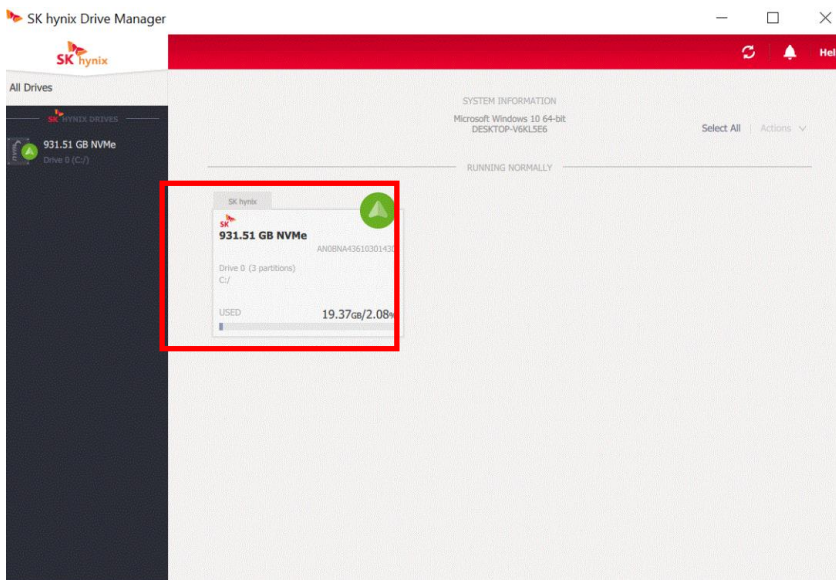 SK hynix Drive Manager
SK hynix
Hel
All Drives
SK HYNIX DRIVES
931.51 GB NVMe
Drive 0 (C:/)
SYSTEM INFORMATION
Microsoft Windows 10 64-bit
DESKTOP-V6KL5E6
Select All
Actions
RUNNING NORMALLY
SK hynix
SK
931.51 GB NVMe
Drive 0 (3 partitions)
C:/
USED
19.37GB/2.08%